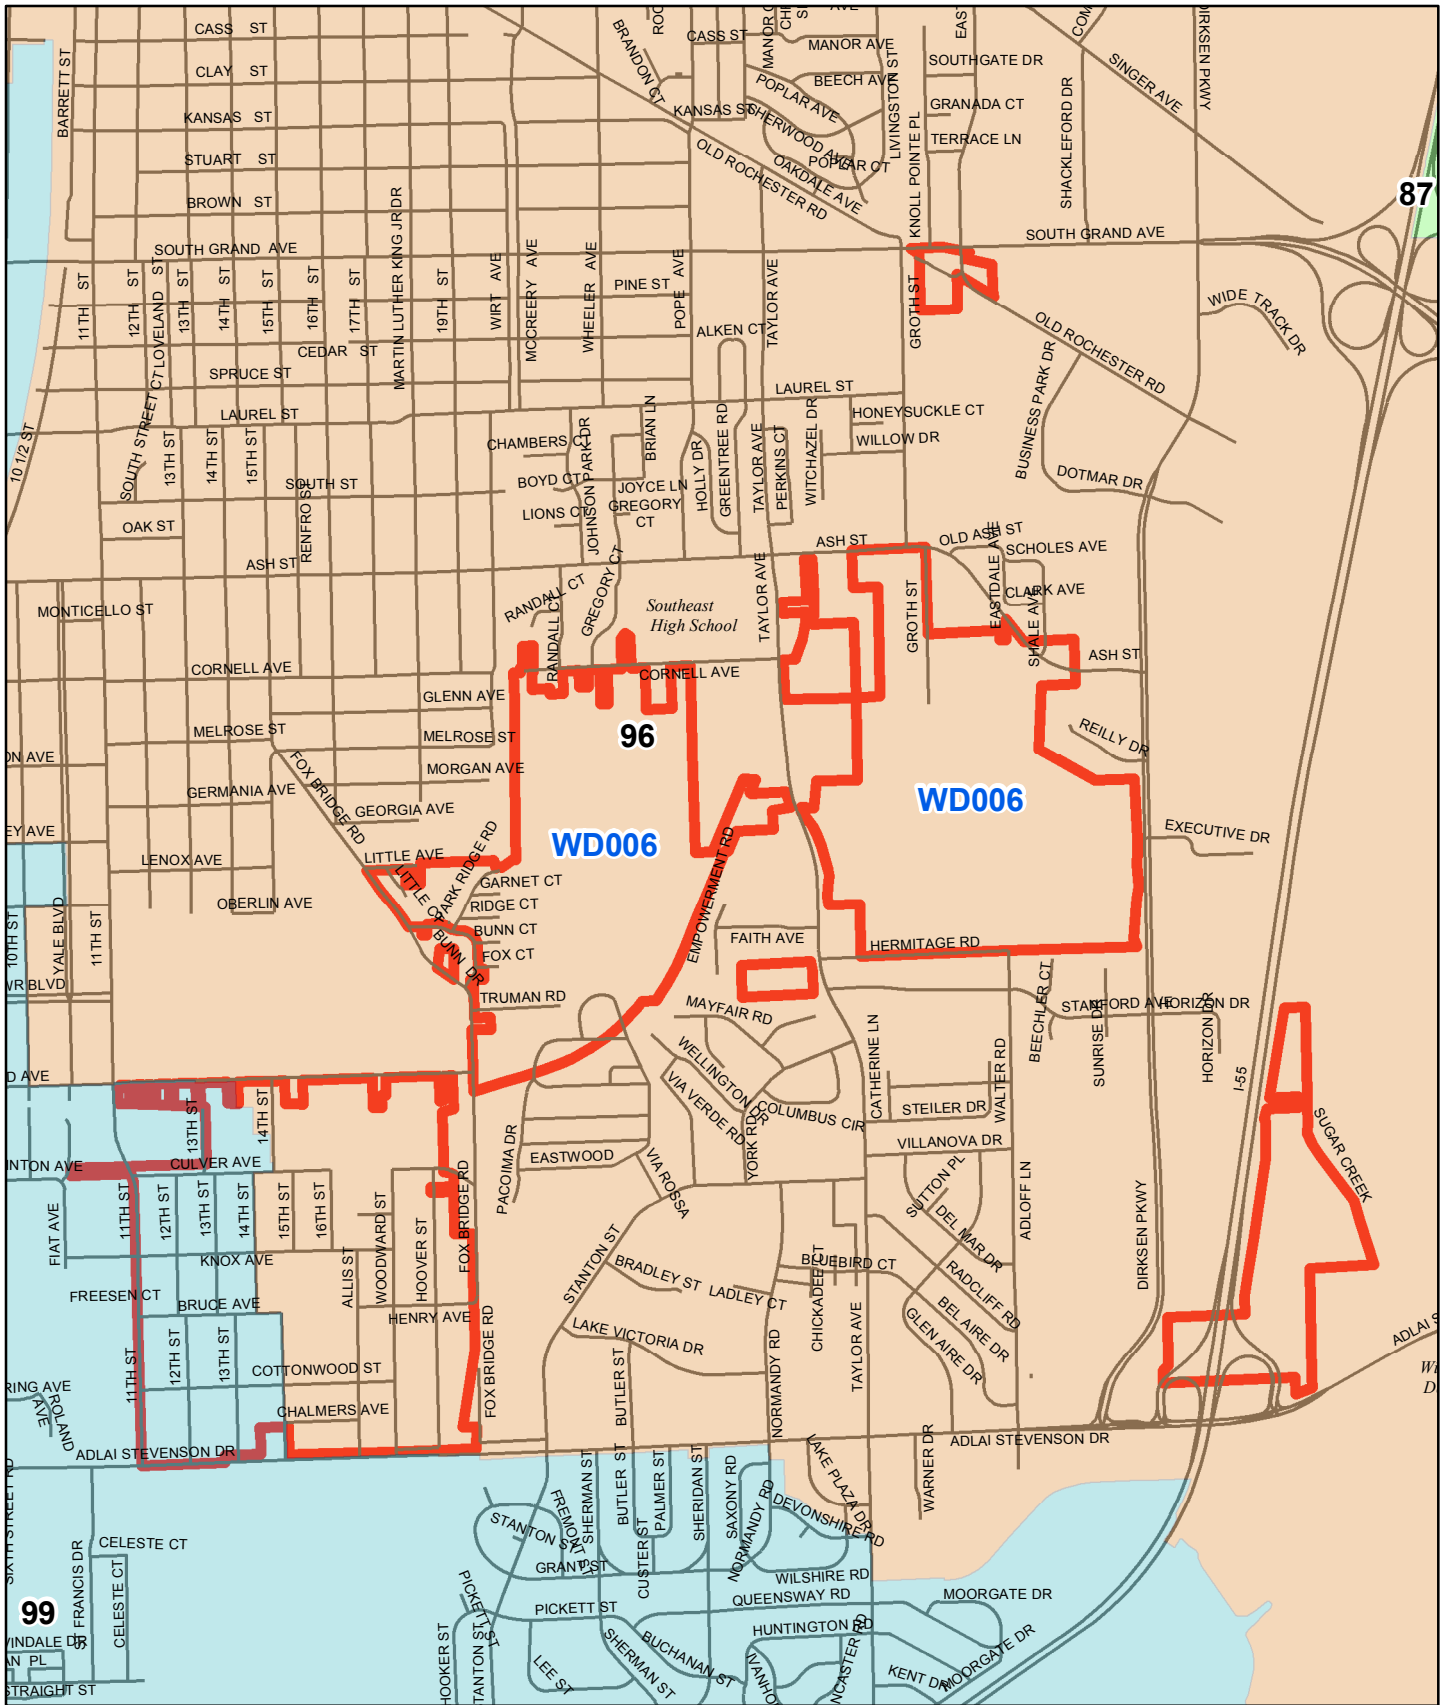 CASS ST
CLAY ST
KANSAS ST
STUART ST
BROWN ST
SOUTH GRAND AVE
BARRETT ST
BRANDON CT
CASS ST
MANOR AVE
BEECH AVE
POPLAR AVE
KANSAS ST
SHERWOOD AVE
POPLAR CT
OAKDALE AVE
OLD ROCHESTER RD
LIVINGSTON ST
KNOLL POINTE PL
SOUTHGATE DR
GRANADA CT
TERRACE LN
SHACKLEFORD DR
SINGER AVE
DIRKSEN PKWY
87
SOUTH GRAND AVE
11TH ST
12TH ST
LOVELAND ST
13TH ST
14TH ST
15TH ST
16TH ST
17TH ST
MARTIN LUTHER KING JR DR
19TH ST
WIRT AVE
MCCREERY AVE
WHEELER AVE
PINE ST
POPE AVE
TAYLOR AVE
ALKEN CT
GROTH ST
OLD ROCHESTER RD
WIDE TRACK DR
BUSINESS PARK DR
CEDAR ST
SPRUCE ST
LAUREL ST
LAUREL ST
HONEYSUCKLE CT
WILLOW DR
10 1/2 ST
SOUTH STREET CT
13TH ST
14TH ST
15TH ST
SOUTH ST
RENFRO ST
OAK ST
ASH ST
CHAMBERS CT
BOYD CT
LIONS CT
JOHNSON PARK DR
BRIAN LN
JOYCE LN
GREGORY
CT
HOLLY DR
GREENTREE RD
TAYLOR AVE
PERKINS CT
WITCHAZEL DR
DOTMAR DR
ASH ST
OLD ASH ST
SCHOLES AVE
EASTDALE AVE
CLARK AVE
SHALE AVE
ASH ST
GROTH ST
TAYLOR AVE
MONTICELLO ST
RANDALL CT
RANDALL CT
GREGORY CT
Southeast
High School
CORNELL AVE
CORNELL AVE
GLENN AVE
MELROSE ST
MELROSE ST
96
MORGAN AVE
GERMANIA AVE
FOX BRIDGE RD
GEORGIA AVE
WD006
WD006
REILLY DR
EXECUTIVE DR
LENOX AVE
LITTLE AVE
LITTLE CT
PARK RIDGE RD
GARNET CT
RIDGE CT
BUNN CT
FOX CT
BUNN DR
OBERLIN AVE
10TH ST
YALE BLVD
11TH ST
TRUMAN RD
EMPOWERMENT RD
FAITH AVE
HERMITAGE RD
MAYFAIR RD
BEECHLER CT
STANFORD AVE
HORIZON DR
SUNRISE DR
HORIZON DR
I-55
WELLINGTON DR
VIA VERDE RD
YORK RD
COLUMBUS CIR
CATHERINE LN
STEILER DR
WALTER RD
VILLANOVA DR
SUGAR CREEK
13TH ST
14TH ST
CULVER AVE
EASTWOOD
PACOIMA DR
VIA ROSSA
SUTTON PL
DEL MAR DR
ADLOFF LN
DIRKSEN PKWY
FIAT AVE
11TH ST
12TH ST
13TH ST
14TH ST
15TH ST
16TH ST
KNOX AVE
ALLIS ST
WOODWARD ST
HOOVER ST
FOX BRIDGE RD
STANTON ST
BRADLEY ST
LADLEY CT
BLUEBIRD CT
CHICKADEE CT
RADCLIFF RD
BEL AIRE DR
GLEN AIRE DR
FREESEN CT
BRUCE AVE
HENRY AVE
LAKE VICTORIA DR
NORMANDY RD
TAYLOR AVE
11TH ST
12TH ST
13TH ST
COTTONWOOD ST
CHALMERS AVE
FOX BRIDGE RD
BUTLER ST
ROLAND
AVE
ADLAI STEVENSON DR
ADLAI STEVENSON DR
WARNER DR
LAKE PLAZA DR
CELESTE CT
CELESTE CT
99
STANTON ST
FREMONT ST
SHERMAN ST
BUTLER ST
PALMER ST
SHERIDAN ST
SAXONY RD
NORMANDY RD
DEVONSHIRE RD
GRANT ST
CUSTER ST
WILSHIRE RD
QUEENSWAY RD
MOORGATE DR
PICKETT ST
PICKETT ST
HUNTINGTON RD
BUCHANAN ST
SHERMAN ST
LEE ST
HOOKER ST
KENT DR
MOORGATE DR